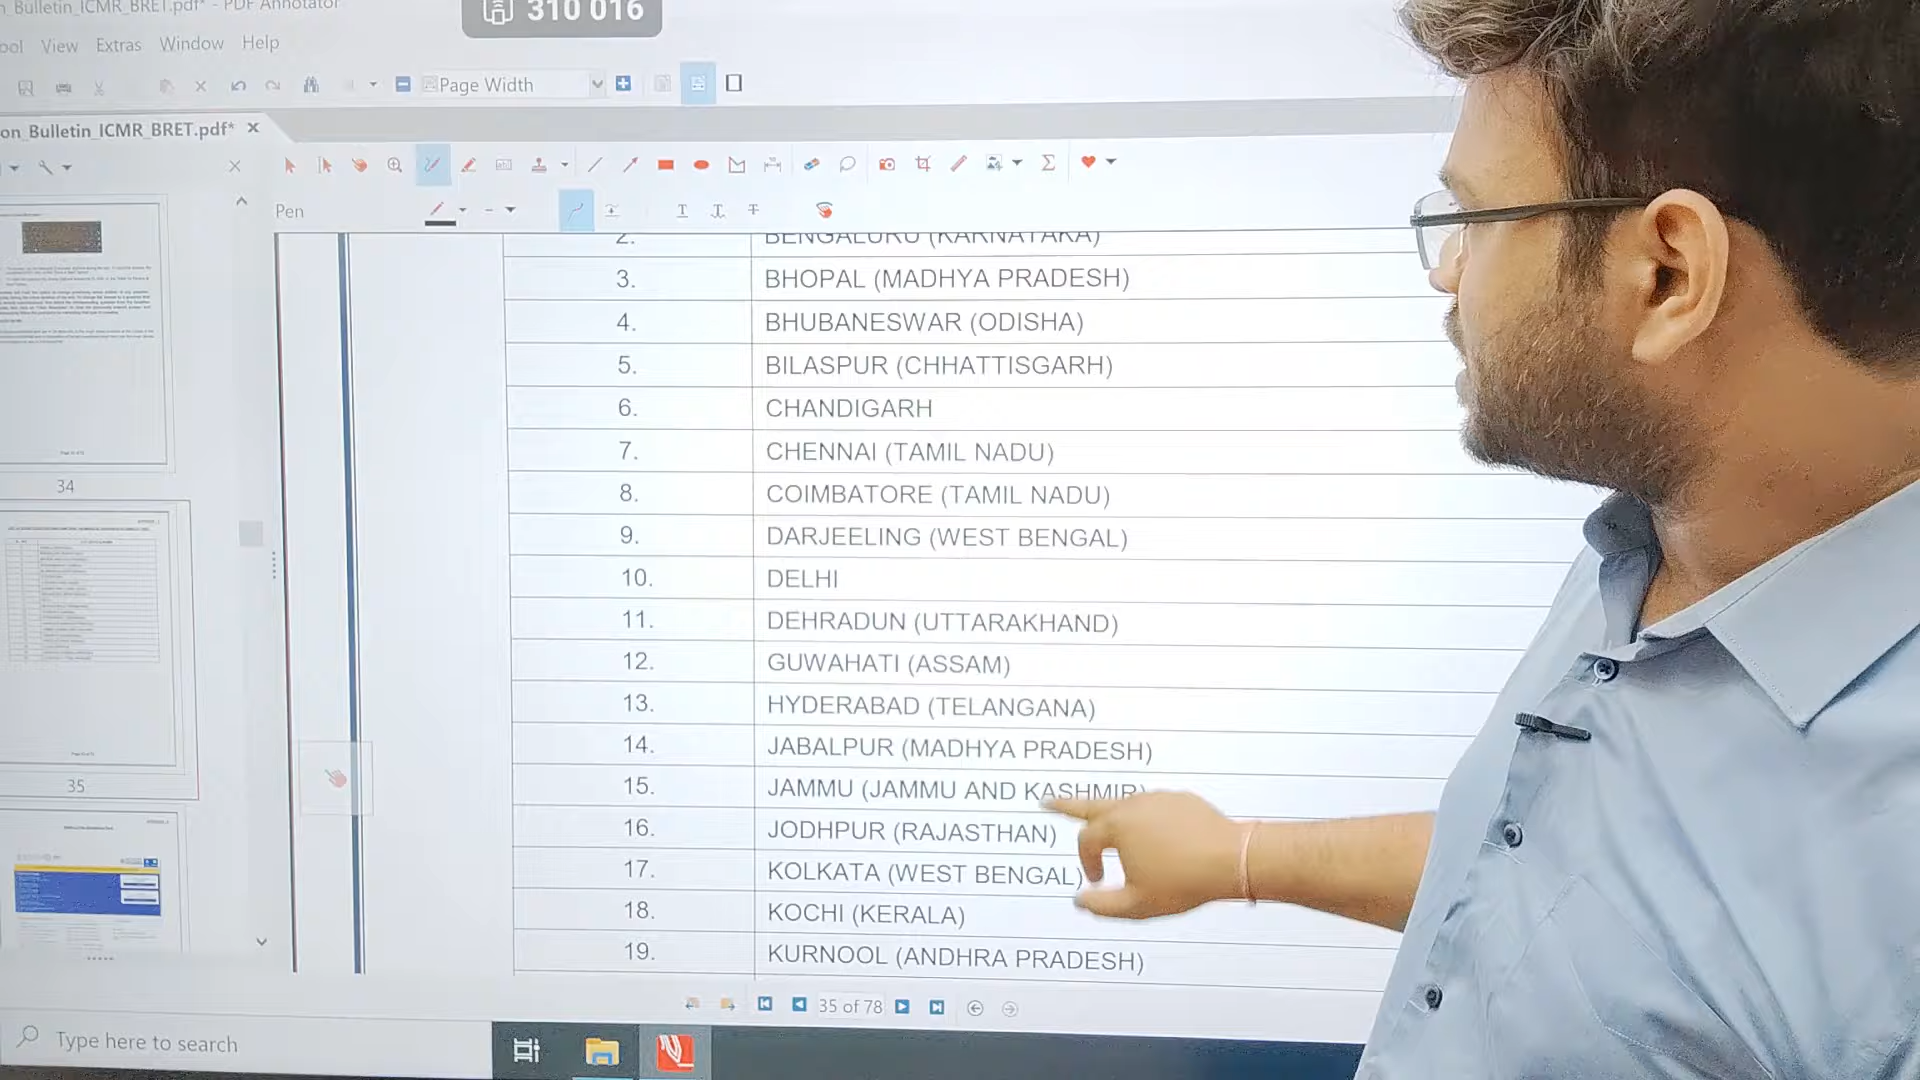 n_Bulletin_ICMR_BRET.pdf* - PDF Annotator
310 016
ool View Extras Window Help
Page Width
on_Bulletin_ICMR_BRET.pdf*
Pen
2. BENGALURU (KARNATAKA)
3. BHOPAL (MADHYA PRADESH)
4. BHUBANESWAR (ODISHA)
5. BILASPUR (CHHATTISGARH)
6. CHANDIGARH
7. CHENNAI (TAMIL NADU)
8. COIMBATORE (TAMIL NADU)
9. DARJEELING (WEST BENGAL)
10. DELHI
11. DEHRADUN (UTTARAKHAND)
12. GUWAHATI (ASSAM)
13. HYDERABAD (TELANGANA)
14. JABALPUR (MADHYA PRADESH)
15. JAMMU (JAMMU AND KASHMIR)
16. JODHPUR (RAJASTHAN)
17. KOLKATA (WEST BENGAL)
18. KOCHI (KERALA)
19. KURNOOL (ANDHRA PRADESH)
34
35
35 of 78
Type here to search